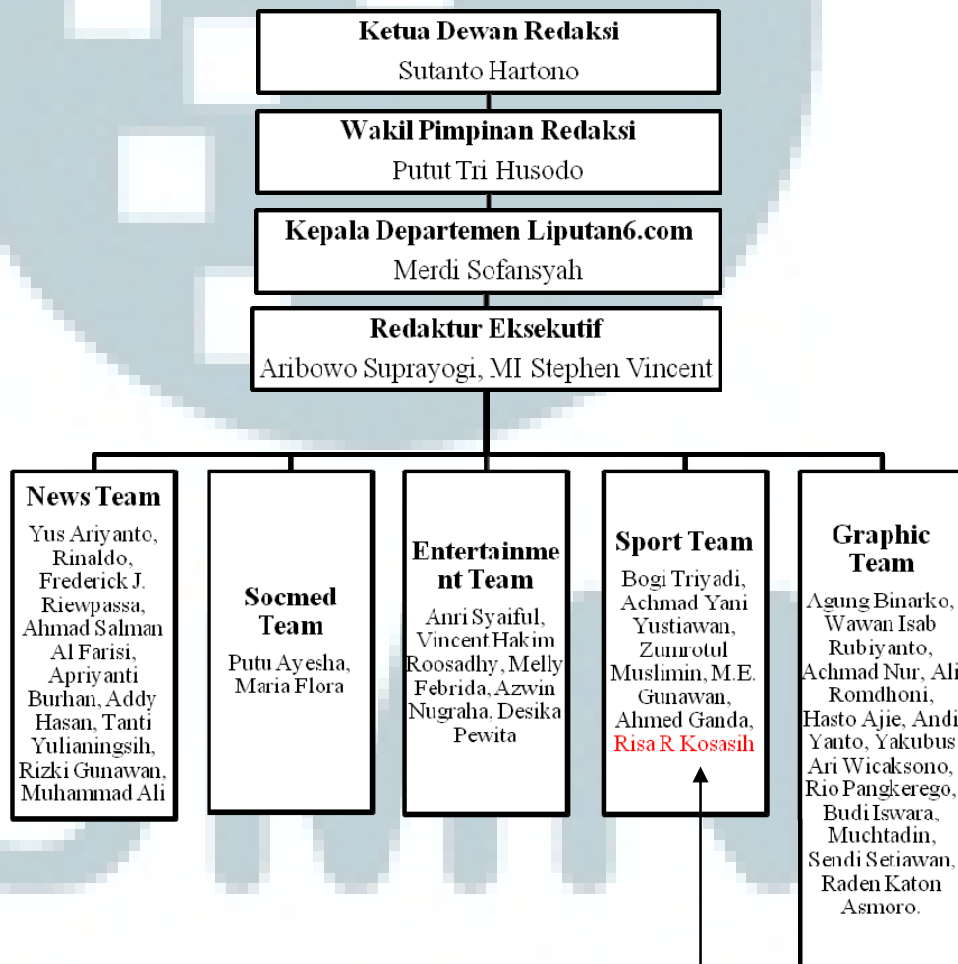 Ketua Dewan Redaksi
Sutanto Hartono
Wakil Pimpinan Redaksi
Putut Tri Husodo
Kepala Departemen Liputan6.com
Merdi Sofansyah
Redaktur Eksekutif
Aribowo Suprayogi, MI Stephen Vincent
News Team
Yus Ariyanto,
Rinaldo,
Frederick J.
Riewpassa,
Ahmad Salman
Al Farisi,
Apriyanti
Burhan, Addy
Hasan, Tanti
Yulianingsih,
Rizki Gunawan,
Muhammad Ali
Socmed
Team
Putu Ayesha,
Maria Flora
Entertainme
nt Team
Anri Syaiful,
Vincent Hakim
Roosadhy, Melly
Febrida, Azwin
Nugraha, Desika
Pewita
Sport Team
Bogi Triyadi,
Achmad Yani
Yustiawan,
Zumrotul
Muslimin, M.E.
Gunawan,
Ahmed Ganda,
Risa R Kosasih
Graphic
Team
Agung Binarko,
Wawan Isab
Rubiyanto,
Achmad Nur, Ali
Romdhoni,
Hasto Ajie, Andi
Yanto, Yakubus
Ari Wicaksono,
Rio Pangkerego,
Budi Iswara,
Muchtadin,
Sendi Setiawan,
Raden Katon
Asmoro.